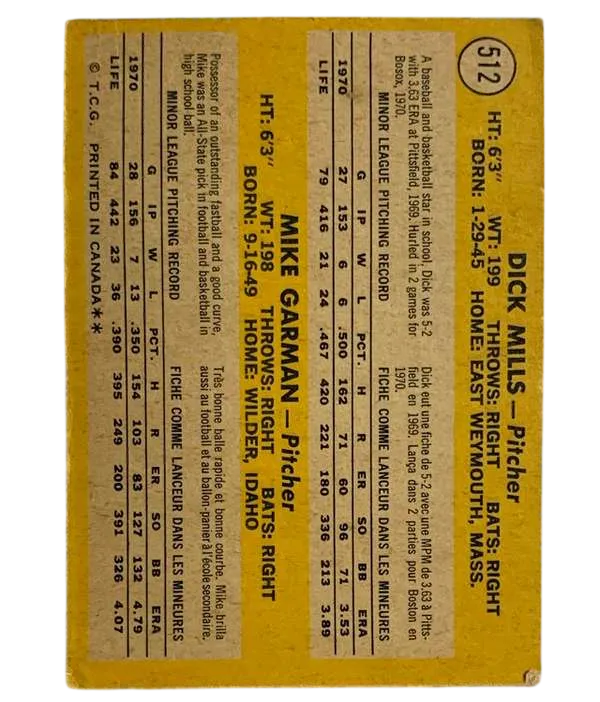 512
DICK MILLS — Pitcher
HT: 6'3" WT: 199 THROWS: RIGHT BATS: RIGHT
BORN: 1-29-45 HOME: EAST WEYMOUTH, MASS.
A baseball and basketball star in school, Dick was 5-2
with 3.63 ERA at Pittsfield, 1969. Hurled in 2 games for
Bosox, 1970.
Dick eut une fiche de 5-2 avec une MPM de 3.63 à Pitts-
field en 1969. Lança dans 2 parties pour Boston en
1970.
MINOR LEAGUE PITCHING RECORD FICHE COMME LANCEUR DANS LES MINEURES
G IP W L PCT. H R ER SO BB ERA
1970 27 153 6 6 .500 162 71 60 96 71 3.53
LIFE 79 416 21 24 .467 420 221 180 336 213 3.89
MIKE GARMAN — Pitcher
HT: 6'3" WT: 198 THROWS: RIGHT BATS: RIGHT
BORN: 9-16-49 HOME: WILDER, IDAHO
Possessor of an outstanding fastball and a good curve,
Mike was an All-State pick in football and basketball in
high school ball.
Très bonne balle rapide et bonne courbe. Mike brilla
aussi au football et au ballon-panier à l'école secondaire.
MINOR LEAGUE PITCHING RECORD FICHE COMME LANCEUR DANS LES MINEURES
G IP W L PCT. H R ER SO BB ERA
1970 28 156 7 13 .350 154 103 83 127 132 4.79
LIFE 84 442 23 36 .390 395 249 200 391 326 4.07
© T.C.G. PRINTED IN CANADA**